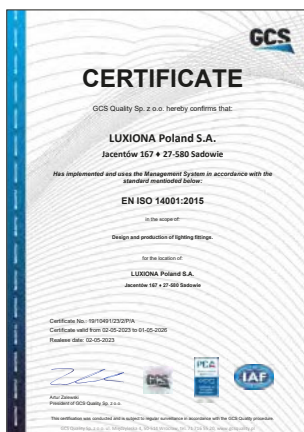 GCS
CERTIFICATE
GCS Quality Sp. z o.o. hereby confirms that:
LUXIONA Poland S.A.
Jacentów 167 ♦ 27-580 Sadowie
Has implemented and uses the Management System in accordance with the
standard mentioded below:
EN ISO 14001:2015
in the scope of:
Design and production of lighting fittings.
for the location of:
LUXIONA Poland S.A.
Jacentów 167 ♦ 27-580 Sadowie
Certificate No.: 19/10491/23/2/P/A
Certificate valid from 02-05-2023 to 01-05-2026
Realese date: 02-05-2023
GCS
PCA
IAF
Artur Zalewski
President of GCS Quality Sp. z o.o.
This certification was conducted and is subject to regular surveillance in accordance with the GCS Quality procedure.